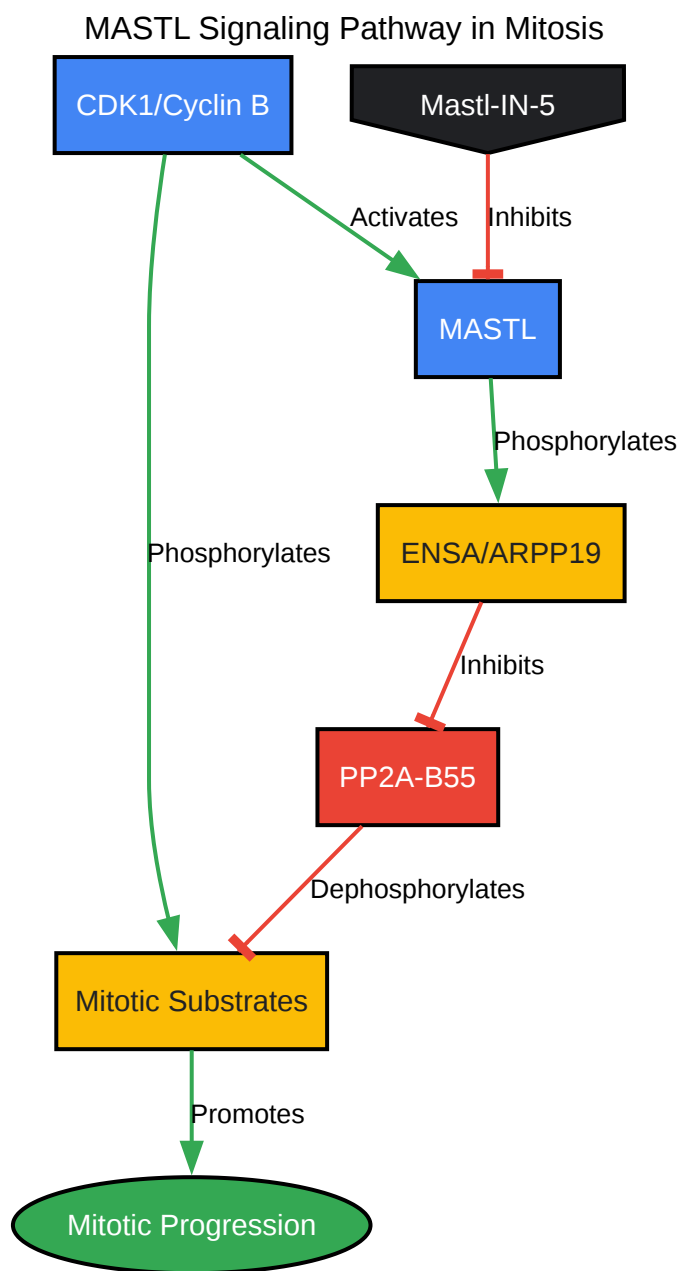 MASTL Signaling Pathway in Mitosis
CDK1/Cyclin B
Mastl-IN-5
Activates
Inhibits
MASTL
Phosphorylates
ENSA/ARPP19
Phosphorylates
Inhibits
PP2A-B55
Dephosphorylates
Mitotic Substrates
Promotes
Mitotic Progression